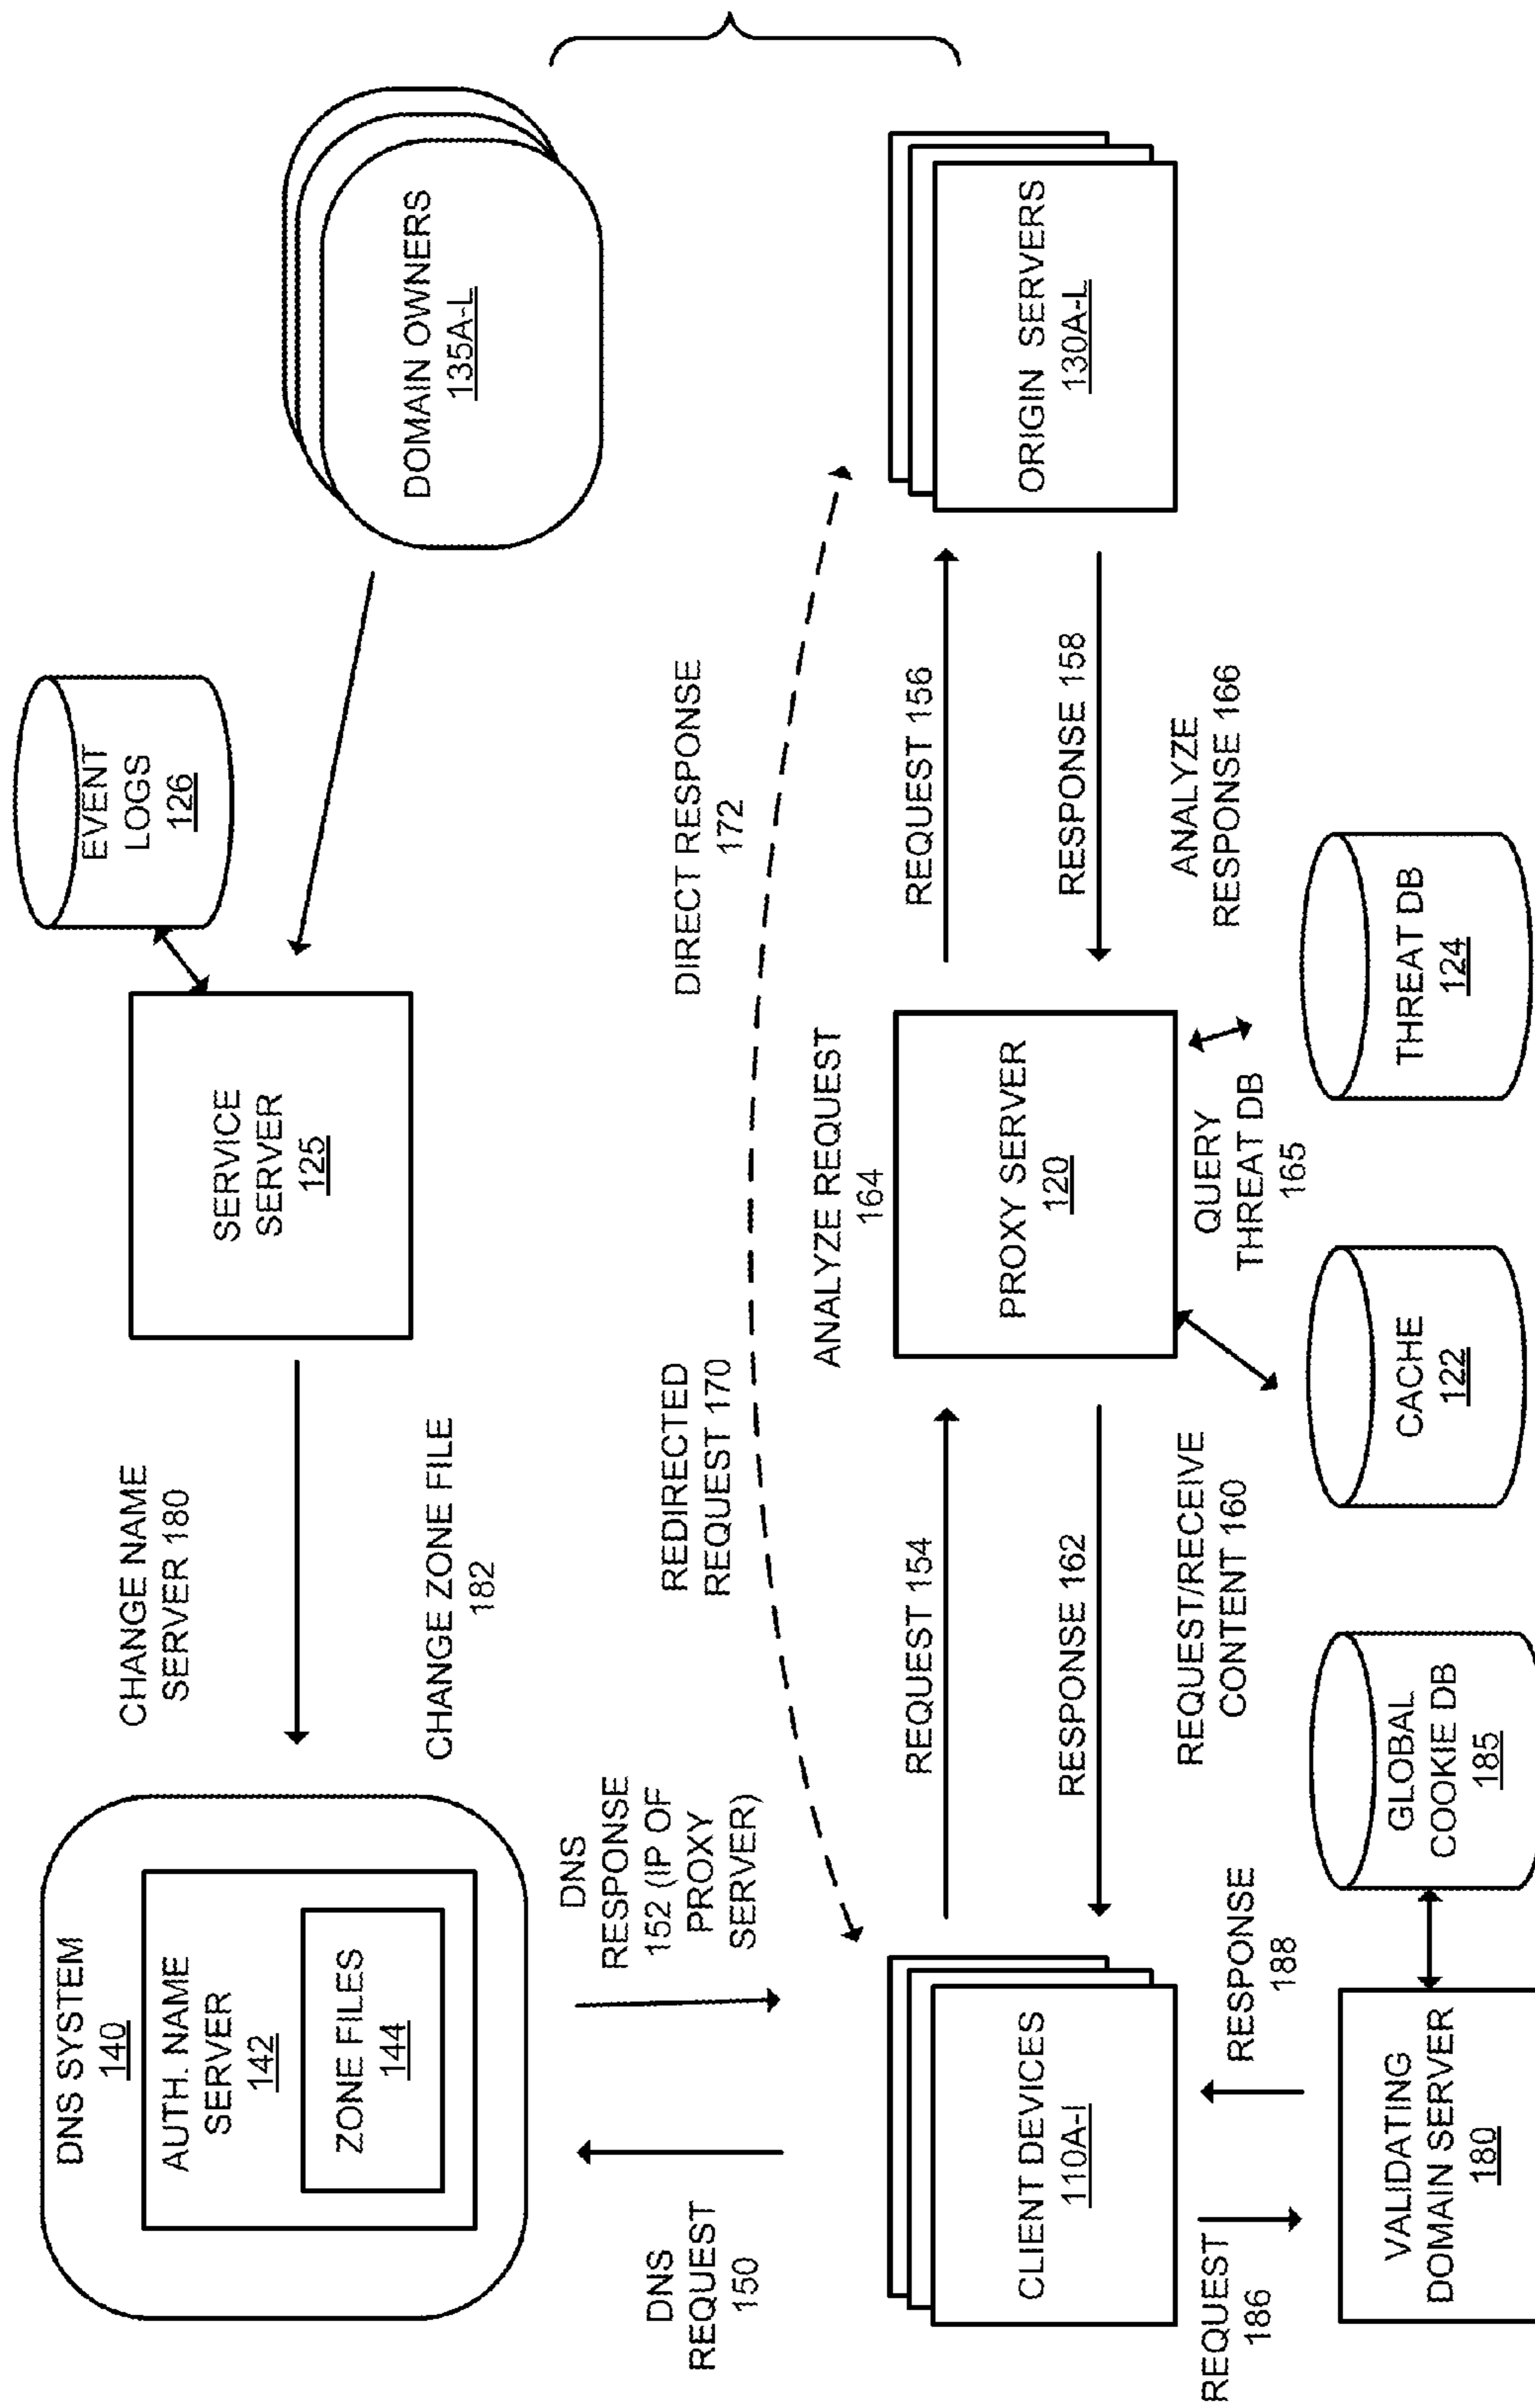 DNS SYSTEM
140
AUTH. NAME
SERVER
142
ZONE FILES
144
CHANGE NAME
SERVER 180
CHANGE ZONE FILE
182
SERVICE
SERVER
125
EVENT
LOGS
126
DOMAIN OWNERS
135A-L
DNS
REQUEST
150
DNS
RESPONSE
152 (IP OF
PROXY
SERVER)
REDIRECTED
REQUEST 170
DIRECT RESPONSE
172
CLIENT DEVICES
110A-I
REQUEST 154
RESPONSE 162
ANALYZE REQUEST
164
PROXY SERVER
120
REQUEST 156
RESPONSE 158
ORIGIN SERVERS
130A-L
REQUEST
186
RESPONSE
188
REQUEST/RECEIVE
CONTENT 160
QUERY
THREAT DB
165
ANALYZE
RESPONSE 166
VALIDATING
DOMAIN SERVER
180
GLOBAL
COOKIE DB
185
CACHE
122
THREAT DB
124